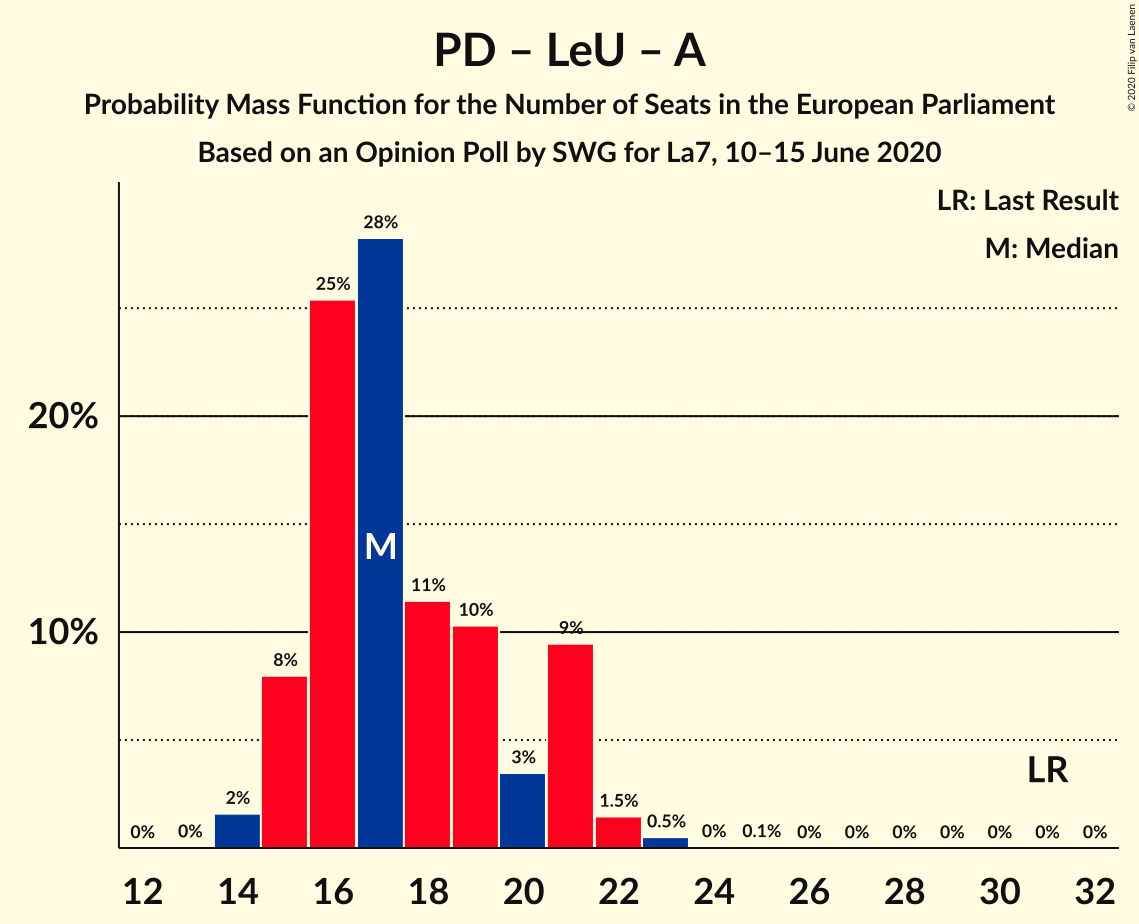 PD – LeU – A
Probability Mass Function for the Number of Seats in the European Parliament
Based on an Opinion Poll by SWG for La7, 10–15 June 2020
© 2020 Filip van Laenen
LR: Last Result
M: Median
20%
10%
0%
0%
2%
8%
25%
28%
M
11%
10%
3%
9%
1.5%
0.5%
0%
0.1%
0%
0%
0%
0%
0%
0%
0%
LR
12 14 16 18 20 22 24 26 28 30 32